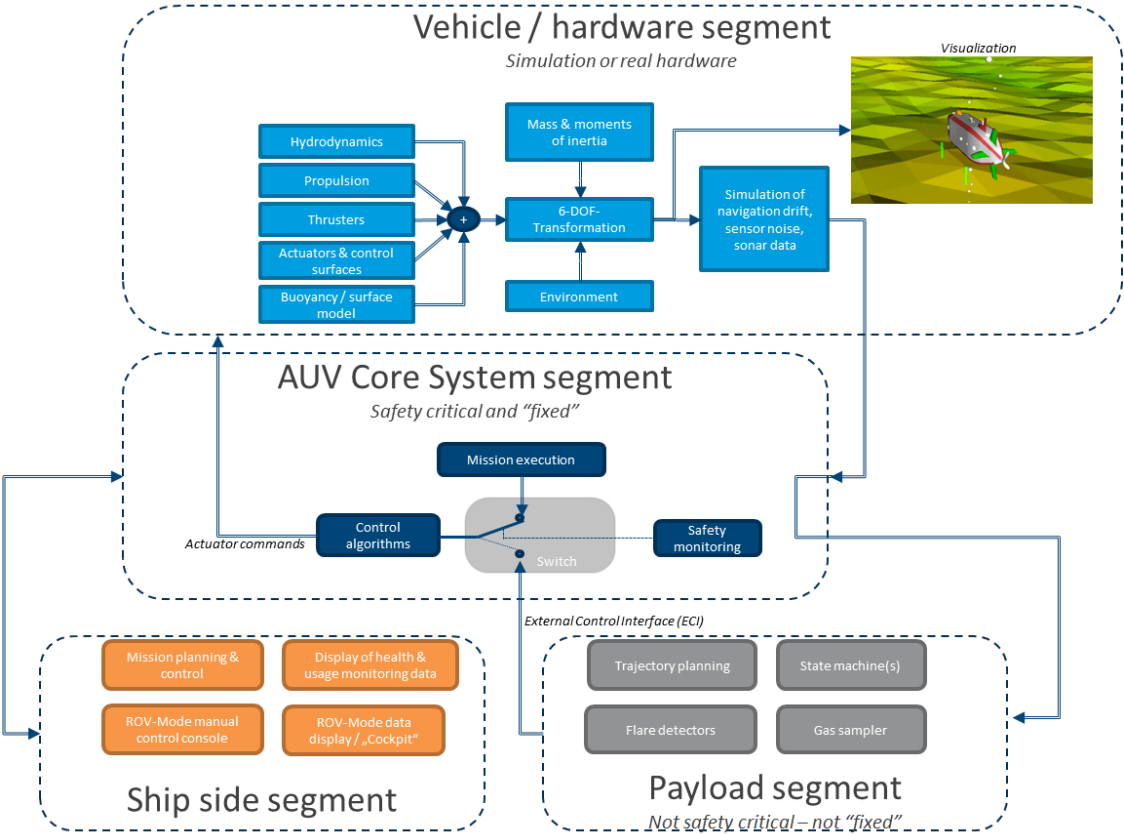 Vehicle / hardware segment
Simulation or real hardware
Visualization
Hydrodynamics
Propulsion
Thrusters
Actuators & control
surfaces
Buoyancy / surface
model
+
Mass & moments
of inertia
6-DOF-
Transformation
Environment
Simulation of
navigation drift,
sensor noise,
sonar data
AUV Core System segment
Safety critical and “fixed”
Mission execution
Actuator commands
Control
algorithms
Switch
Safety
monitoring
External Control Interface (ECI)
Mission planning &
control
Display of health &
usage monitoring data
ROV-Mode manual
control console
ROV-Mode data
display / „Cockpit“
Ship side segment
Trajectory planning
State machine(s)
Flare detectors
Gas sampler
Payload segment
Not safety critical – not “fixed”